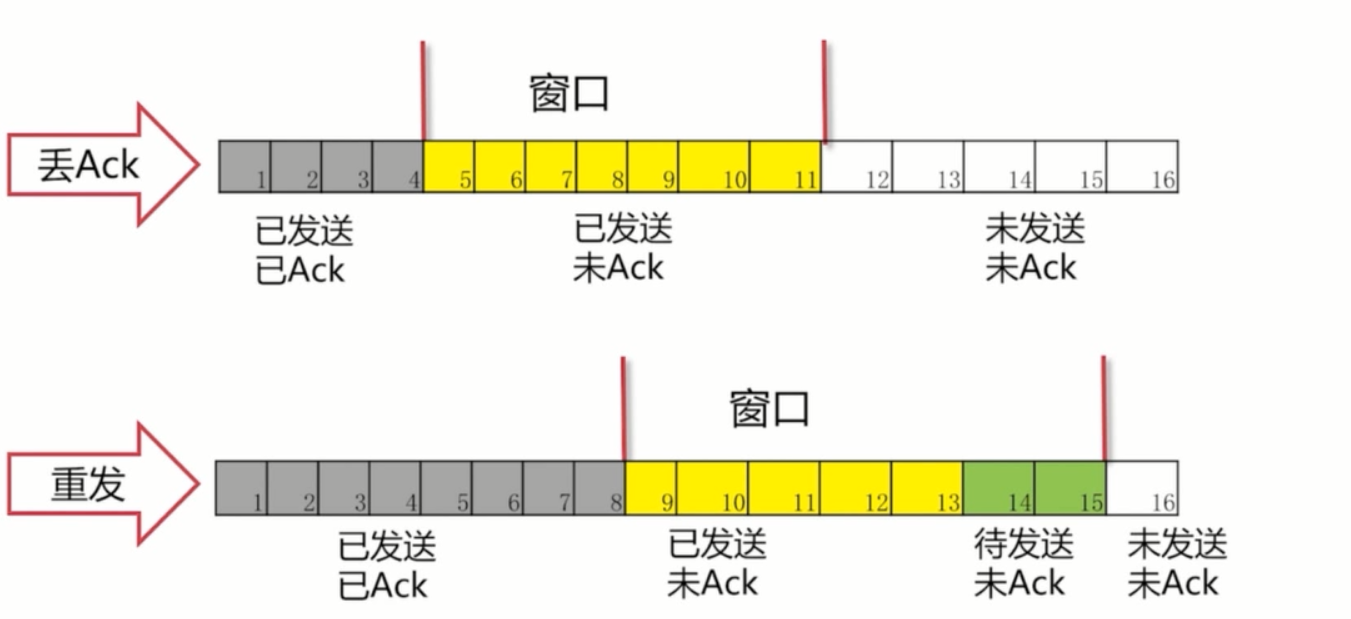 窗口
丢Ack
1 2 3 4 5 6 7 8 9 10 11 12 13 14 15 16
已发送 已发送 未发送
已Ack 未Ack 未Ack
窗口
重发
1 2 3 4 5 6 7 8 9 10 11 12 13 14 15 16
已发送 已发送 待发送 未发送
已Ack 未Ack 未Ack 未Ack